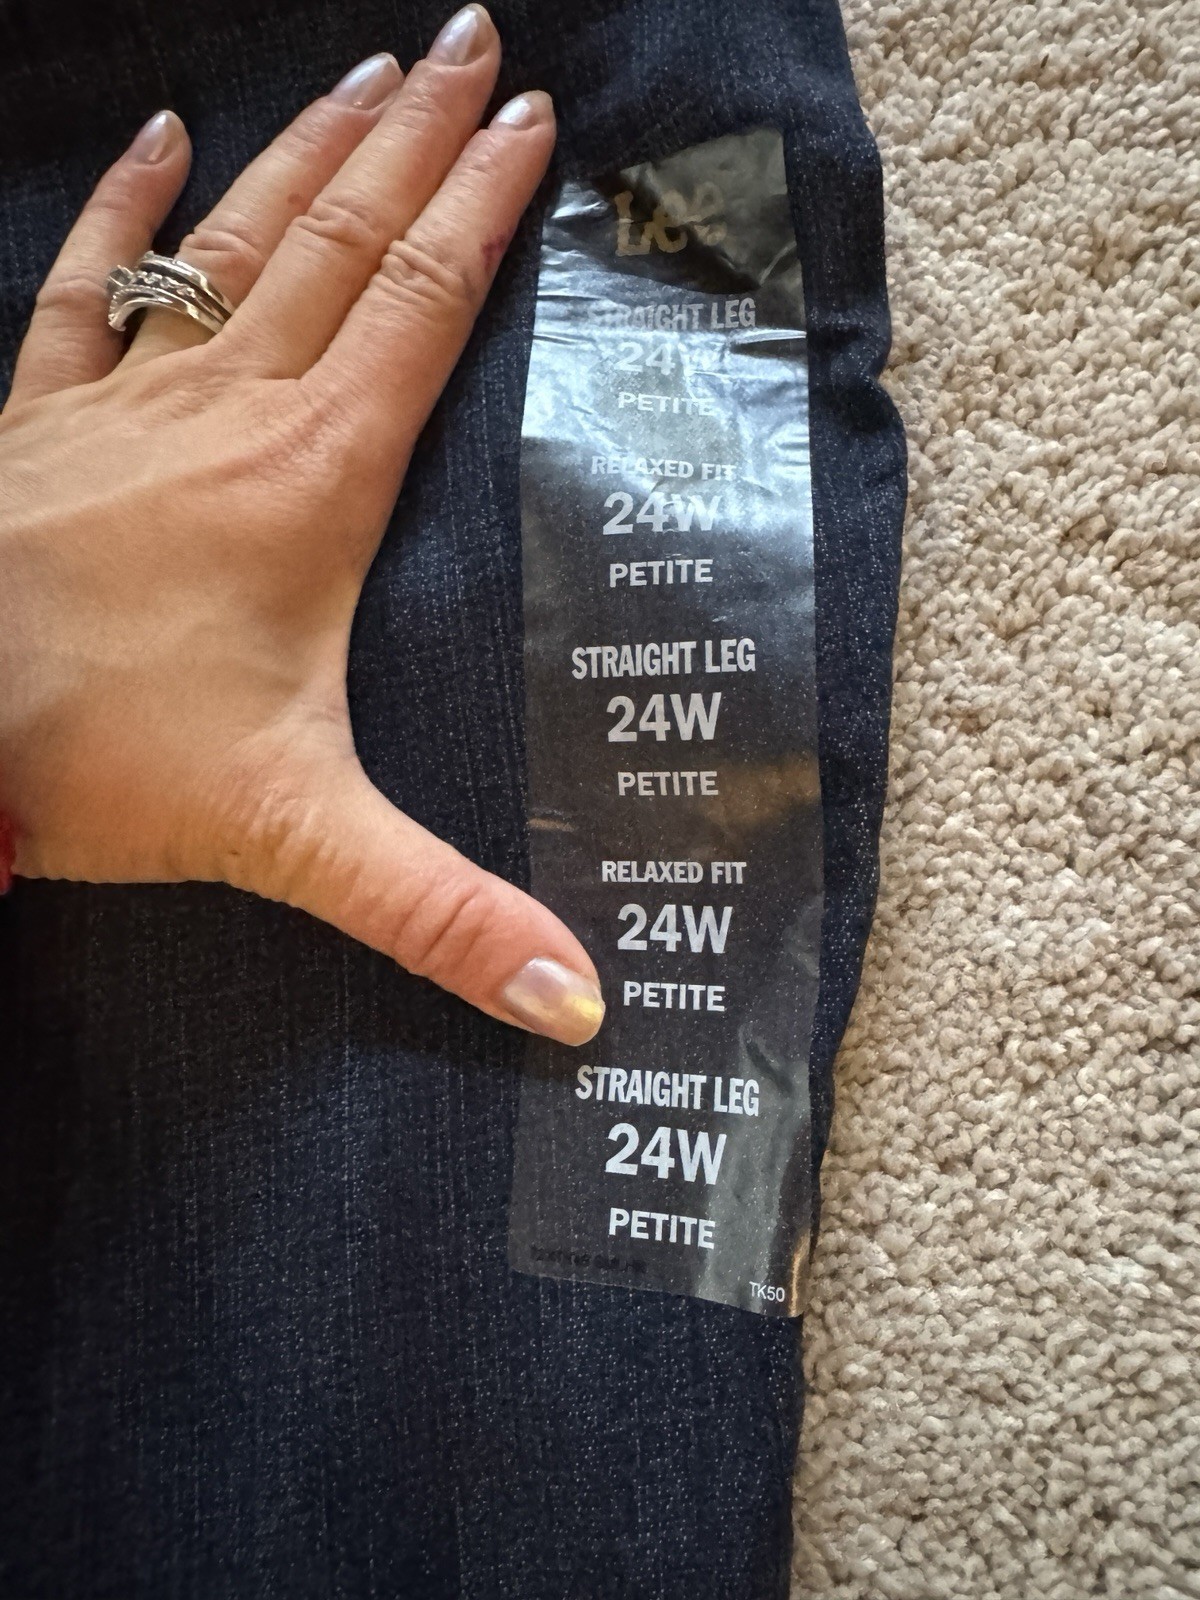 Lee
STRAIGHT LEG
24W
PETITE
RELAXED FIT
24W
PETITE
STRAIGHT LEG
24W
PETITE
RELAXED FIT
24W
PETITE
STRAIGHT LEG
24W
PETITE
TK50